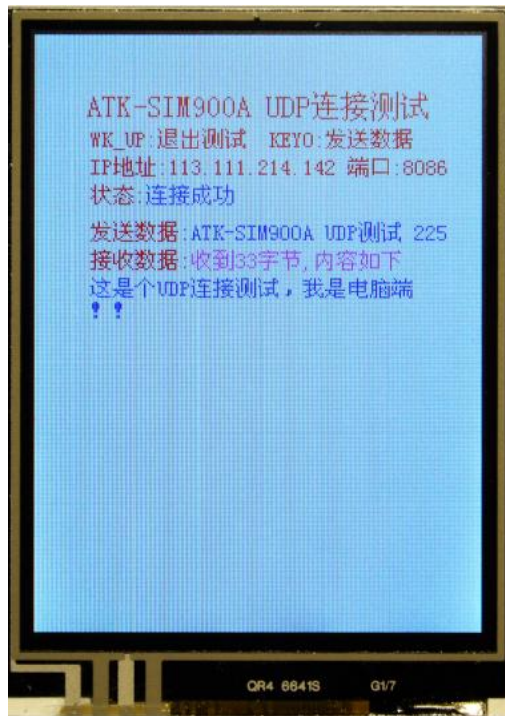 ATK-SIM900A UDP连接测试
WK_UP:退出测试 KEY0:发送数据
IP地址:113.111.214.142 端口:8086
状态:连接成功
发送数据:ATK-SIM900A UDP测试 225
接收数据:收到33字节,内容如下
这是个UDP连接测试，我是电脑端
！！
QR4 6641S G1/7